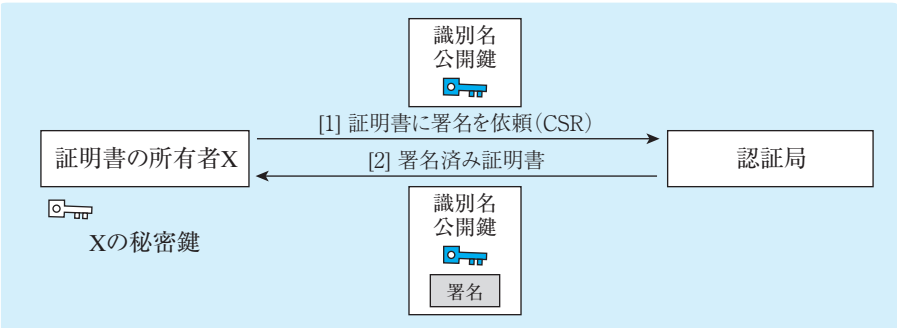 識別名
公開鍵
[1] 証明書に署名を依頼(CSR)
証明書の所有者X
認証局
[2] 署名済み証明書
Xの秘密鍵
識別名
公開鍵
署名